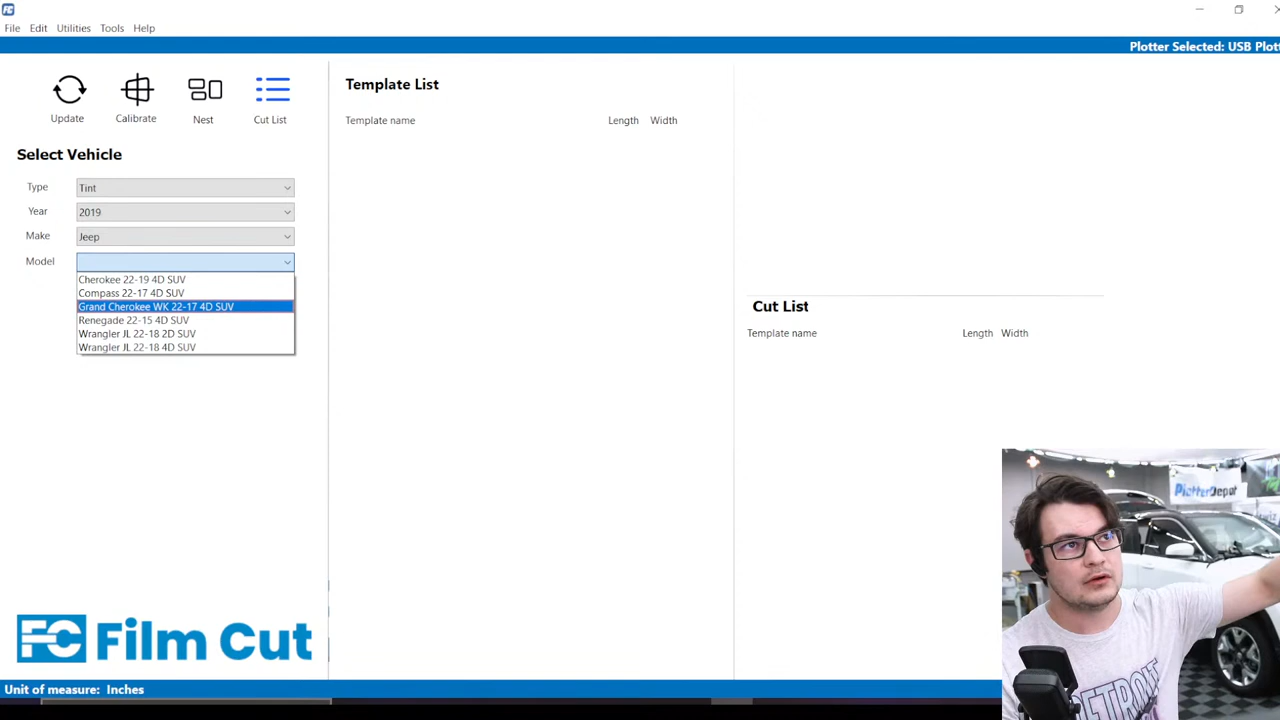 FC
File Edit Utilities Tools Help
Plotter Selected: USB Plott
Update Calibrate Nest Cut List
Select Vehicle
Type Tint
Year 2019
Make Jeep
Model
Cherokee 22-19 4D SUV
Compass 22-17 4D SUV
Grand Cherokee WK 22-17 4D SUV
Renegade 22-15 4D SUV
Wrangler JL 22-18 2D SUV
Wrangler JL 22-18 4D SUV
Template List
Template name Length Width
Cut List
Template name Length Width
PlotterDepot
DETROIT
FC Film Cut
Unit of measure: Inches